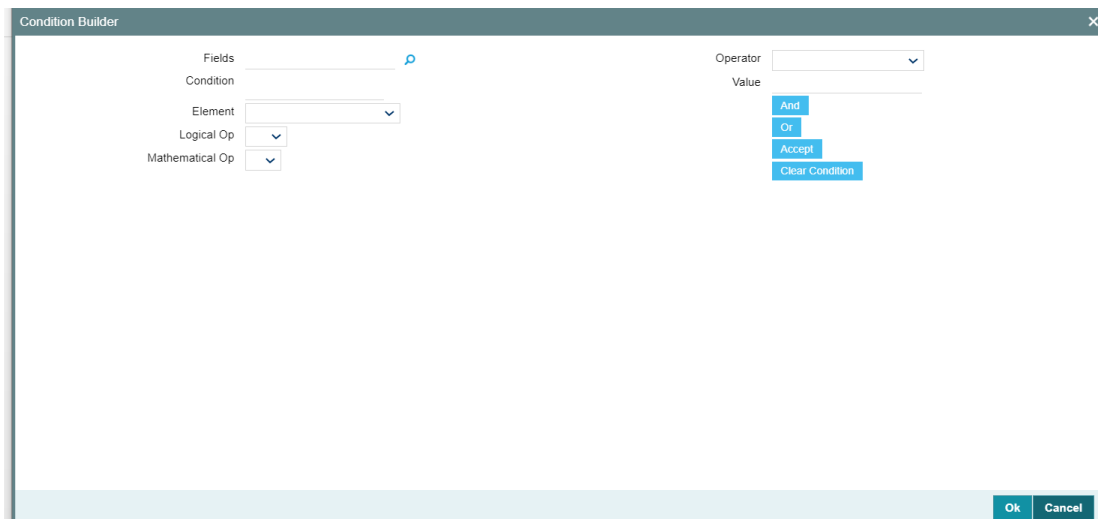 Condition Builder
Fields
Condition
Element
Logical Op
Mathematical Op
Operator
Value
And
Or
Accept
Clear Condition
Ok
Cancel